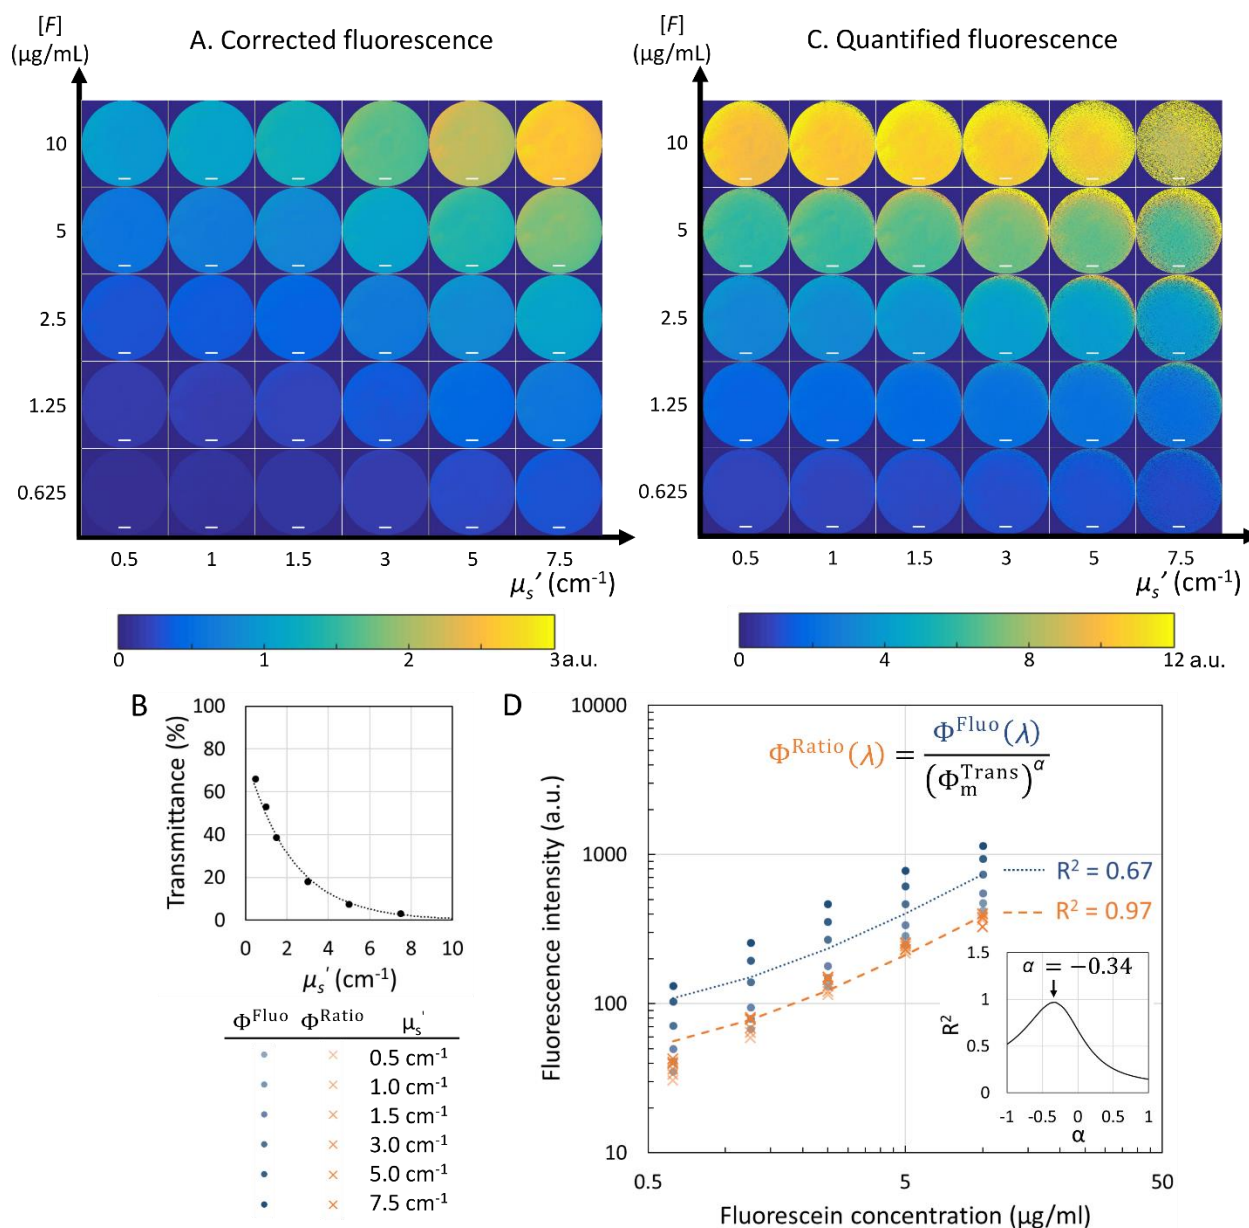 [F]
(µg/mL)
A. Corrected fluorescence
10
5
2.5
1.25
0.625
0.5 1 1.5 3 5 7.5
μs’ (cm-1)
0 1 2 3 a.u.
[F]
(µg/mL)
C. Quantified fluorescence
10
5
2.5
1.25
0.625
0.5 1 1.5 3 5 7.5
μs’ (cm-1)
0 4 8 12 a.u.
B
Transmittance (%)
100
80
60
40
20
0
0 2 4 6 8 10
μs' (cm-1)
ΦFluo ΦRatio μs'
0.5 cm-1
1.0 cm-1
1.5 cm-1
3.0 cm-1
5.0 cm-1
7.5 cm-1
D
Fluorescence intensity (a.u.)
10000
1000
100
10
0.5 5 50
Fluorescein concentration (µg/ml)
ΦRatio(λ) = ΦFluo(λ) / (ΦmTrans)α
R2 = 0.67
R2 = 0.97
α = −0.34
R2
1.5
1
0.5
0
-1 -0.5 0 0.5 1
α